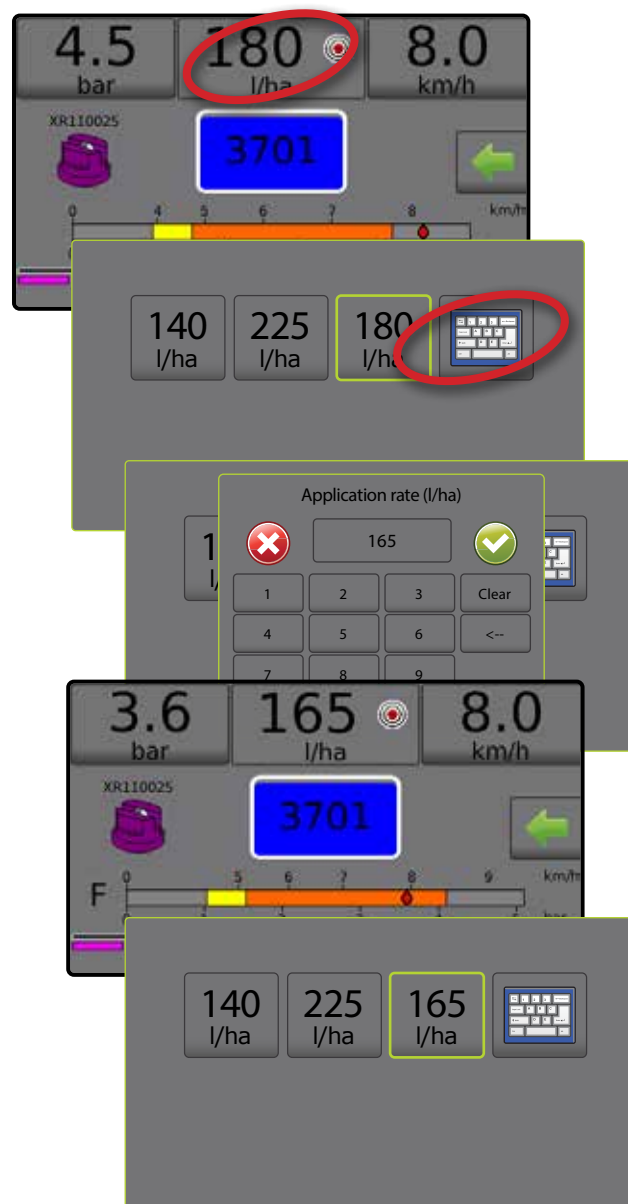 4.5 180 8.0
bar l/ha km/h
XR110025
3701
0 4 5 6 7 8 km/h
140 225 180
l/ha l/ha l/ha
Application rate (l/ha)
165
1 2 3 Clear
4 5 6 <--
7 8 9
3.6 165 8.0
bar l/ha km/h
XR110025
3701
0 5 6 7 8 9 km/h
F
140 225 165
l/ha l/ha l/ha